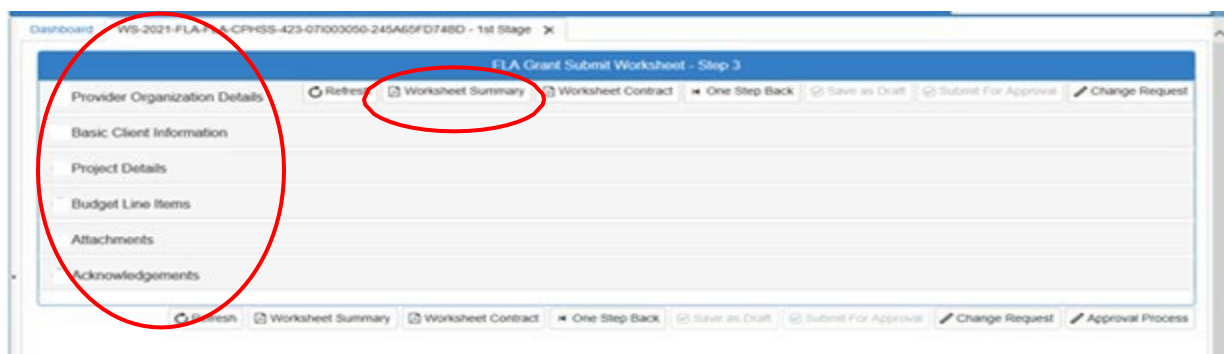 Dashboard WS-2021-FLA-FLA-CPHSS-423-07I003050-245A65FD74BD - 1st Stage
FLA Grant Submit Worksheet - Step 3
Provider Organization Details Refresh Worksheet Summary Worksheet Contract One Step Back Save as Draft Submit For Approval Change Request
Basic Client Information
Project Details
Budget Line Items
Attachments
Acknowledgements
Refresh Worksheet Summary Worksheet Contract One Step Back Save as Draft Submit For Approval Change Request Approval Process